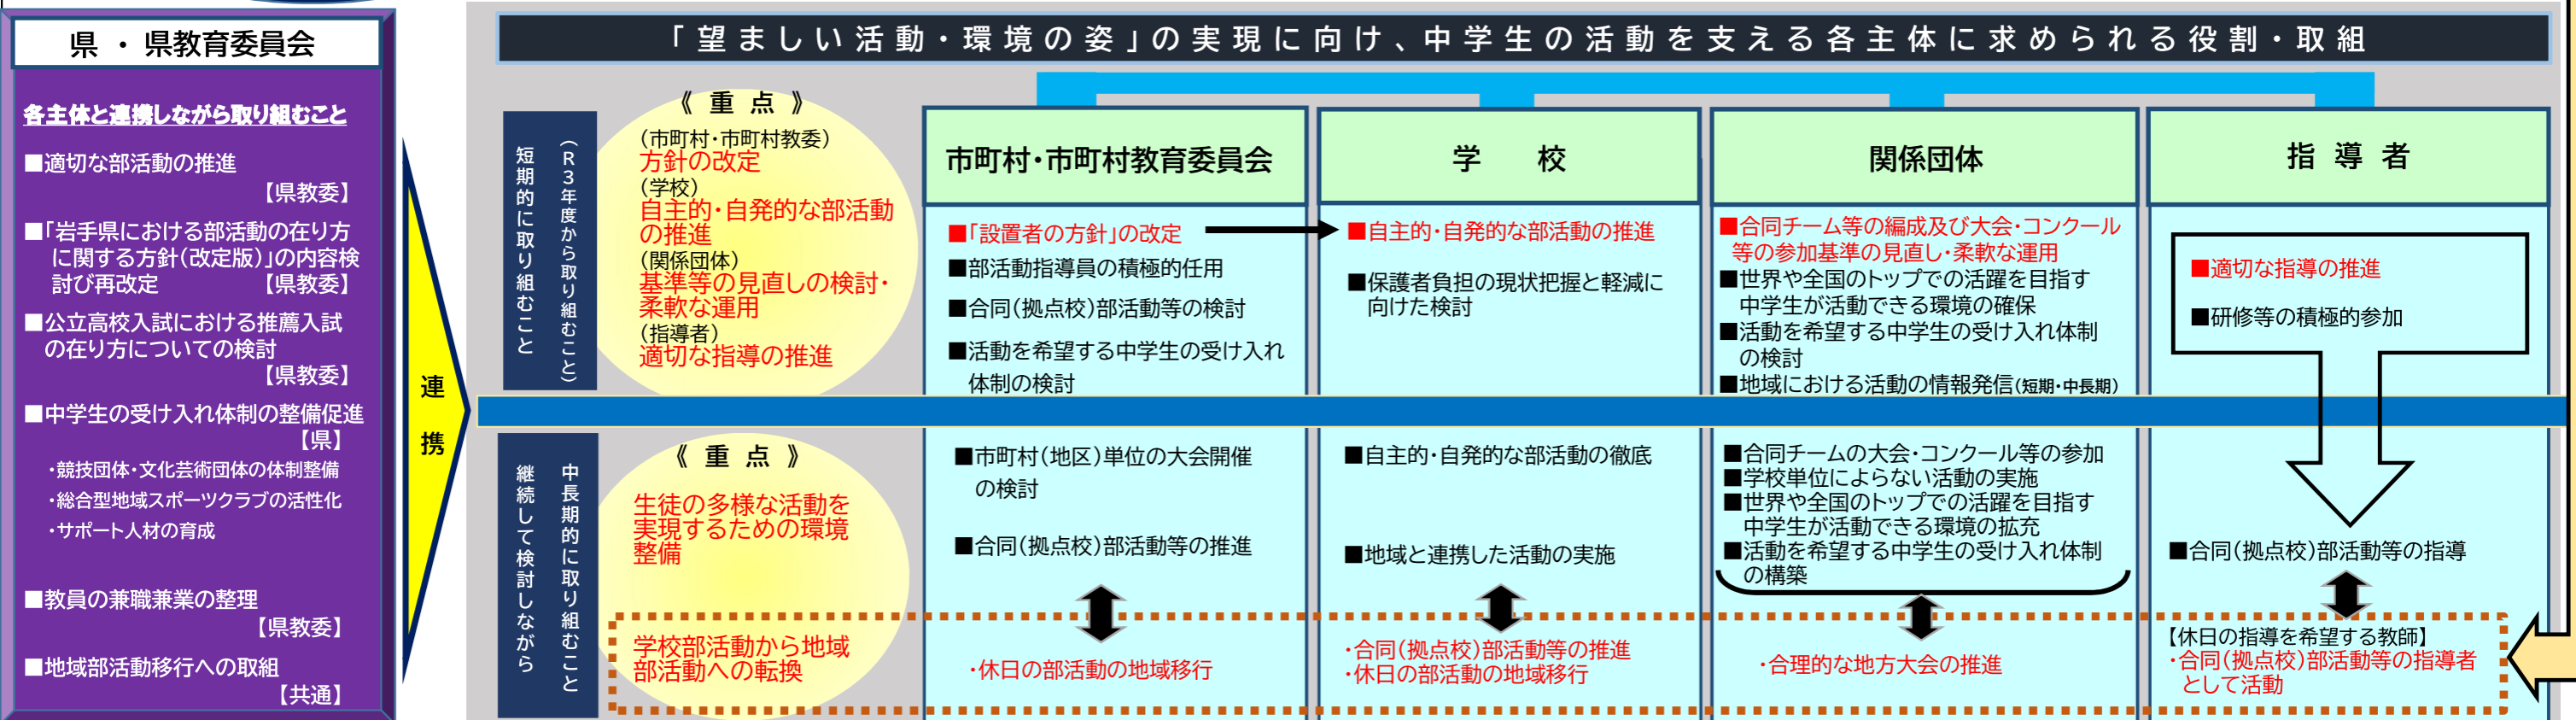 県 ・ 県教育委員会
各主体と連携しながら取り組むこと
■適切な部活動の推進
【県教委】
■「岩手県における部活動の在り方
に関する方針(改定版)」の内容検
討び再改定 【県教委】
■公立高校入試における推薦入試
の在り方についての検討
【県教委】
■中学生の受け入れ体制の整備促進
【県】
・競技団体・文化芸術団体の体制整備
・総合型地域スポーツクラブの活性化
・サポート人材の育成
■教員の兼職兼業の整理
【県教委】
■地域部活動移行への取組
【共通】
連携
「望ましい活動・環境の姿」の実現に向け、中学生の活動を支える各主体に求められる役割・取組
短期的に取り組むこと
(R3年度から取り組むこと)
《 重 点 》
(市町村・市町村教委)
方針の改定
(学校)
自主的・自発的な部活動
の推進
(関係団体)
基準等の見直しの検討・
柔軟な運用
(指導者)
適切な指導の推進
市町村・市町村教育委員会
■「設置者の方針」の改定
■部活動指導員の積極的任用
■合同(拠点校)部活動等の検討
■活動を希望する中学生の受け入れ
体制の検討
学 校
■自主的・自発的な部活動の推進
■保護者負担の現状把握と軽減に
向けた検討
関係団体
■合同チーム等の編成及び大会・コンクール
等の参加基準の見直し・柔軟な運用
■世界や全国のトップでの活躍を目指す
中学生が活動できる環境の確保
■活動を希望する中学生の受け入れ体制
の検討
■地域における活動の情報発信(短期・中長期)
指 導 者
■適切な指導の推進
■研修等の積極的参加
継続して検討しながら
中長期的に取り組むこと
《 重 点 》
生徒の多様な活動を
実現するための環境
整備
学校部活動から地域
部活動への転換
■市町村(地区)単位の大会開催
の検討
■合同(拠点校)部活動等の推進
・休日の部活動の地域移行
■自主的・自発的な部活動の徹底
■地域と連携した活動の実施
・合同(拠点校)部活動等の推進
・休日の部活動の地域移行
■合同チームの大会・コンクール等の参加
■学校単位によらない活動の実施
■世界や全国のトップでの活躍を目指す
中学生が活動できる環境の拡充
■活動を希望する中学生の受け入れ体制
の構築
・合理的な地方大会の推進
■合同(拠点校)部活動等の指導
【休日の指導を希望する教師】
・合同(拠点校)部活動等の指導者
として活動